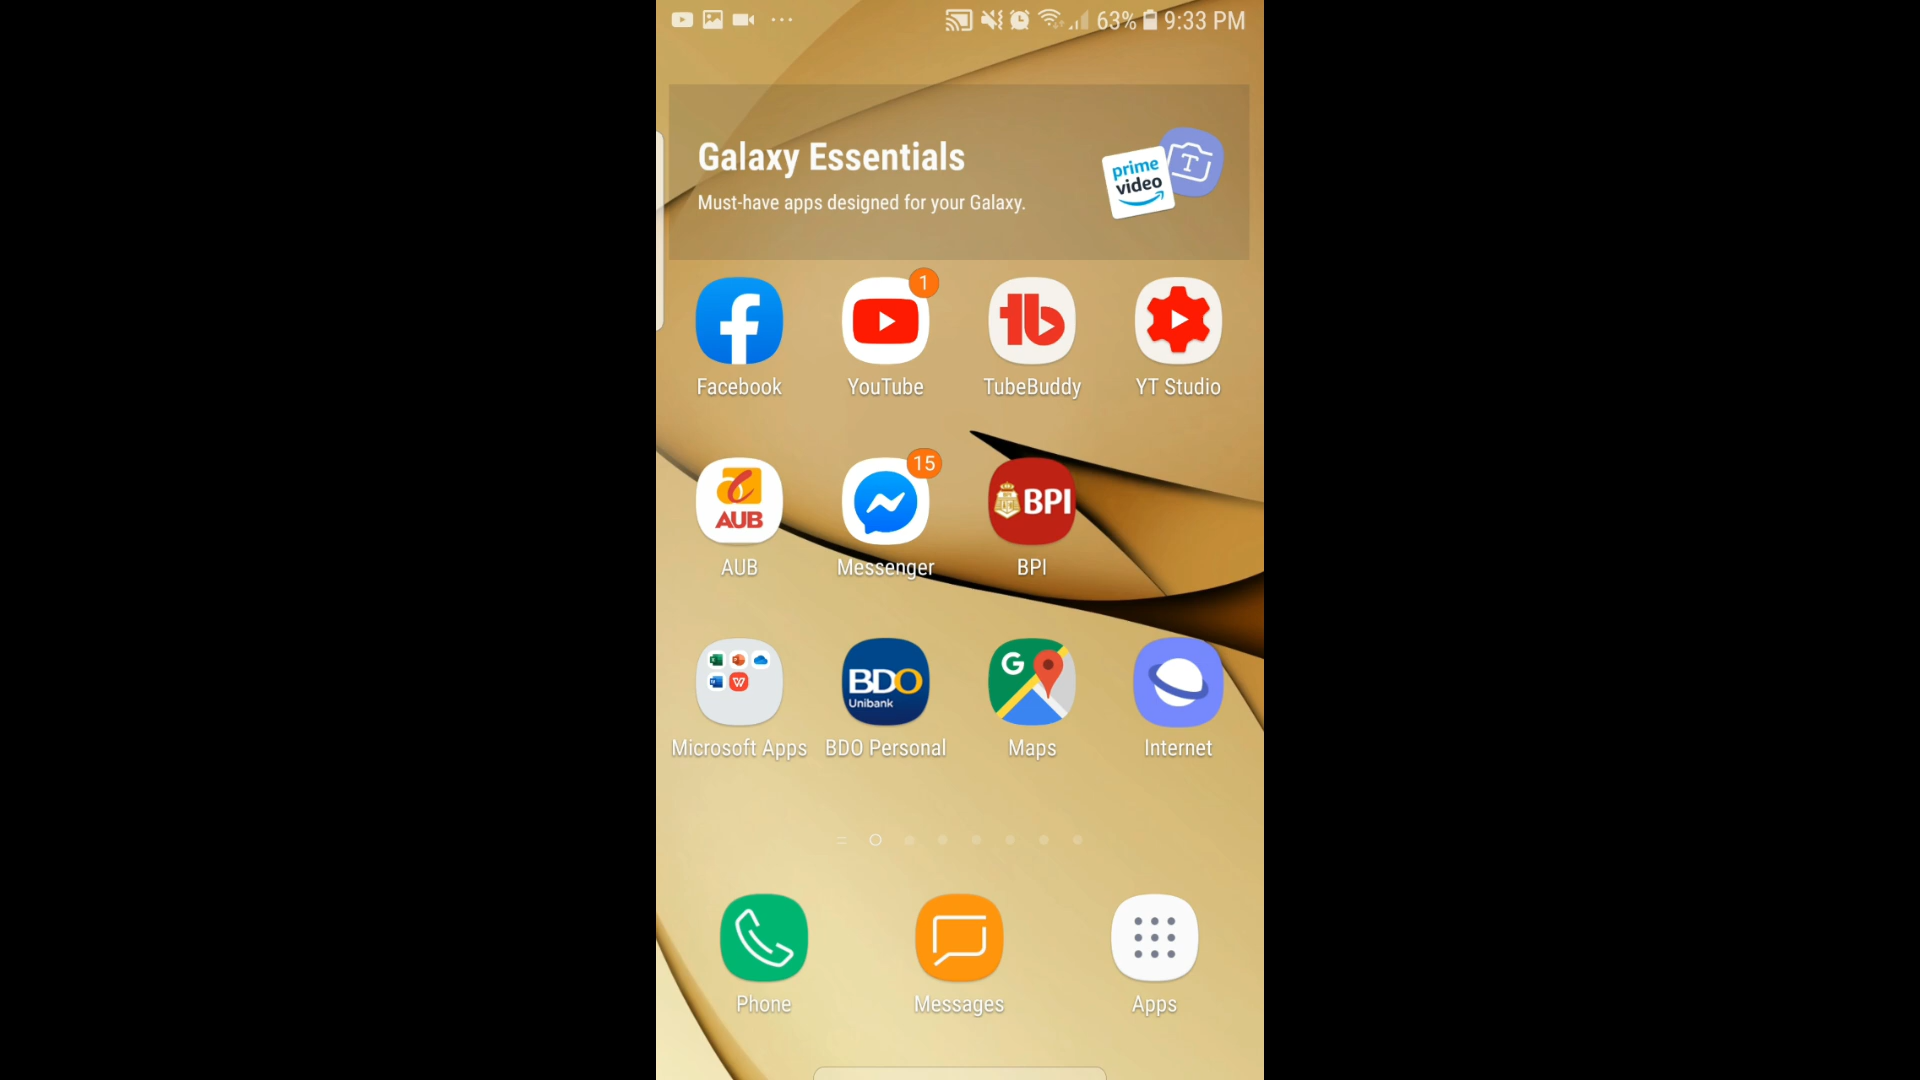 63% 9:33 PM
Galaxy Essentials
Must-have apps designed for your Galaxy.
prime
video
T
1
Facebook
YouTube
TubeBuddy
YT Studio
AUB
15
BPI
AUB
Messenger
BPI
BDO
Unibank
G
Microsoft Apps
BDO Personal
Maps
Internet
Phone
Messages
Apps